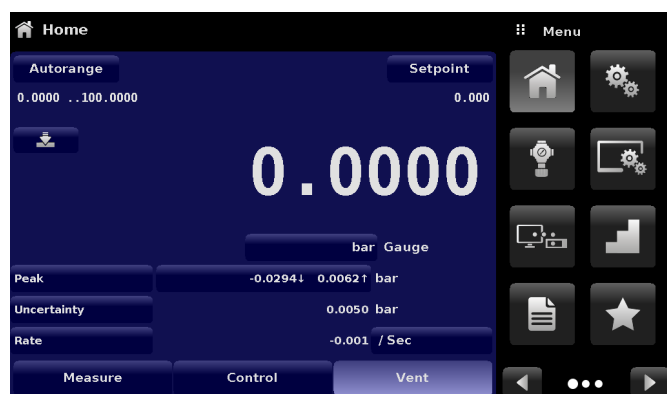 Home
Menu
Autorange
Setpoint
0.0000 ..100.0000
0.000
0.0000
bar Gauge
Peak -0.0294↓ 0.0062↑ bar
Uncertainty 0.0050 bar
Rate -0.001 / Sec
Measure Control Vent